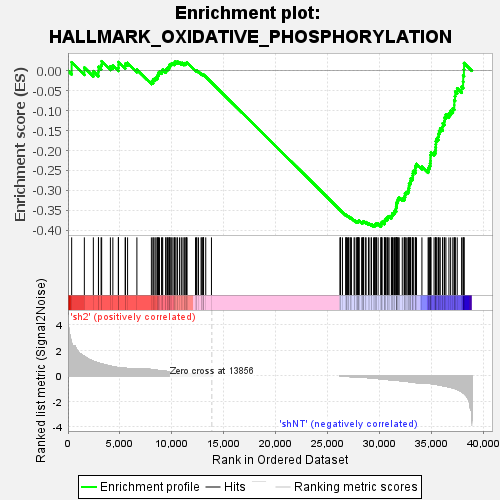 Enrichment plot:
HALLMARK_OXIDATIVE_PHOSPHORYLATION
Enrichment score (ES)
0.00
-0.05
-0.10
-0.15
-0.20
-0.25
-0.30
-0.35
-0.40
'sh2' (positively correlated)
Ranked list metric (Signal2Noise)
4
2
0
-2
-4
Zero cross at 13856
'shNT' (negatively correlated)
0
5,000
10,000
15,000
20,000
25,000
30,000
35,000
40,000
Rank in Ordered Dataset
Enrichment profile
Hits
Ranking metric scores